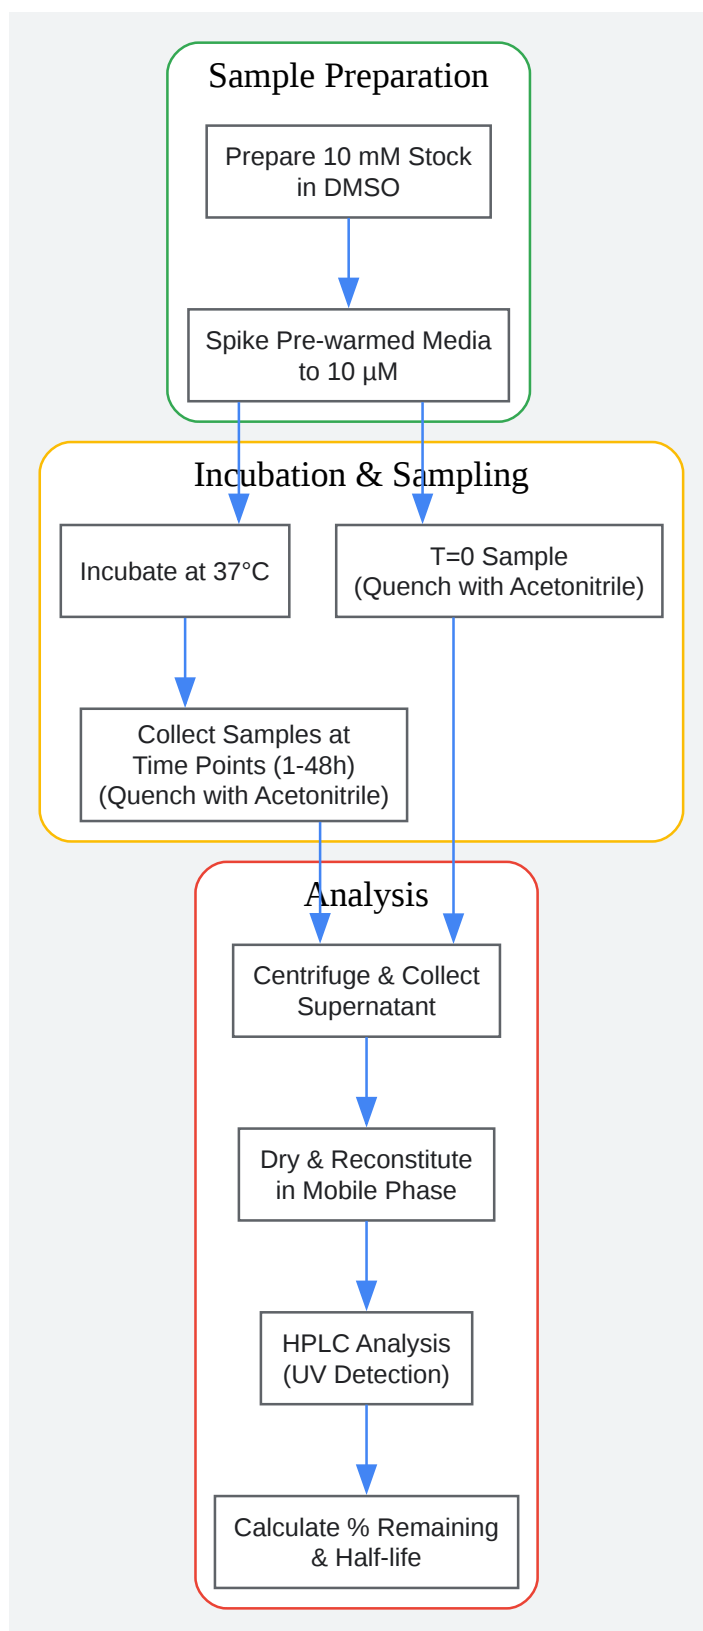 Sample Preparation
Prepare 10 mM Stock
in DMSO
Spike Pre-warmed Media
to 10 µM
Incubation & Sampling
Incubate at 37°C
T=0 Sample
(Quench with Acetonitrile)
Collect Samples at
Time Points (1-48h)
(Quench with Acetonitrile)
Analysis
Centrifuge & Collect
Supernatant
Dry & Reconstitute
in Mobile Phase
HPLC Analysis
(UV Detection)
Calculate % Remaining
& Half-life